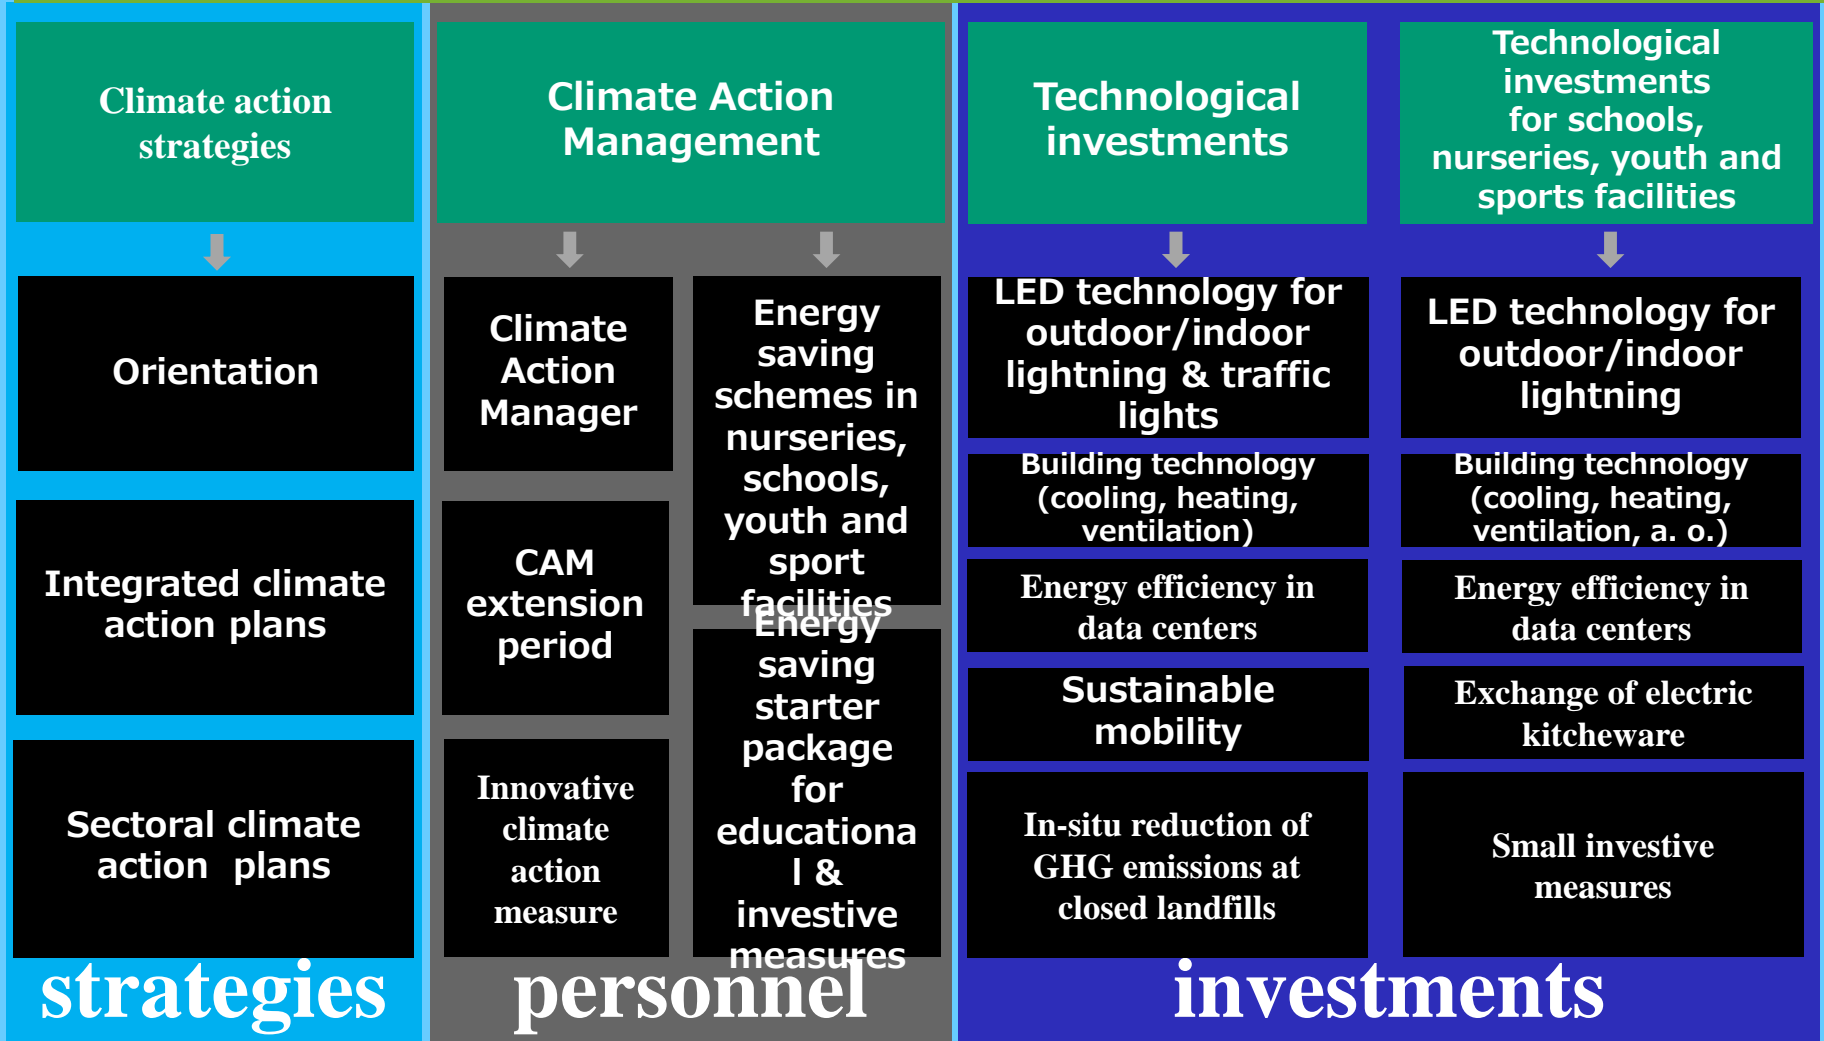 Climate action
strategies
Orientation
Integrated climate
action plans
Sectoral climate
action  plans
strategies
Climate Action
Management
Climate
Action
Manager
CAM
extension
period
Innovative
climate
action
measure
Energy
saving
schemes in
nurseries,
schools,
youth and
sport
facilities
Energy
saving
starter
package
for
educationa
l &
investive
measures
personnel
Technological
investments
LED technology for
outdoor/indoor
lightning & traffic
lights
Building technology
(cooling, heating,
ventilation)
Energy efficiency in
data centers
Sustainable
mobility
In-situ reduction of
GHG emissions at
closed landfills
Technological
investments
for schools,
nurseries, youth and
sports facilities
LED technology for
outdoor/indoor
lightning
Building technology
(cooling, heating,
ventilation, a. o.)
Energy efficiency in
data centers
Exchange of electric
kitcheware
Small investive
measures
investments